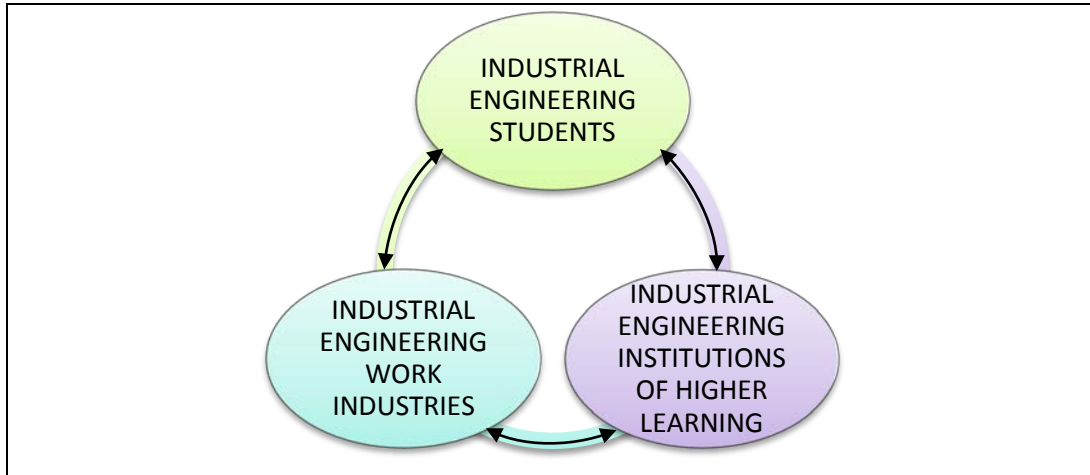 INDUSTRIAL
ENGINEERING
STUDENTS
INDUSTRIAL
ENGINEERING
WORK
INDUSTRIES
INDUSTRIAL
ENGINEERING
INSTITUTIONS
OF HIGHER
LEARNING